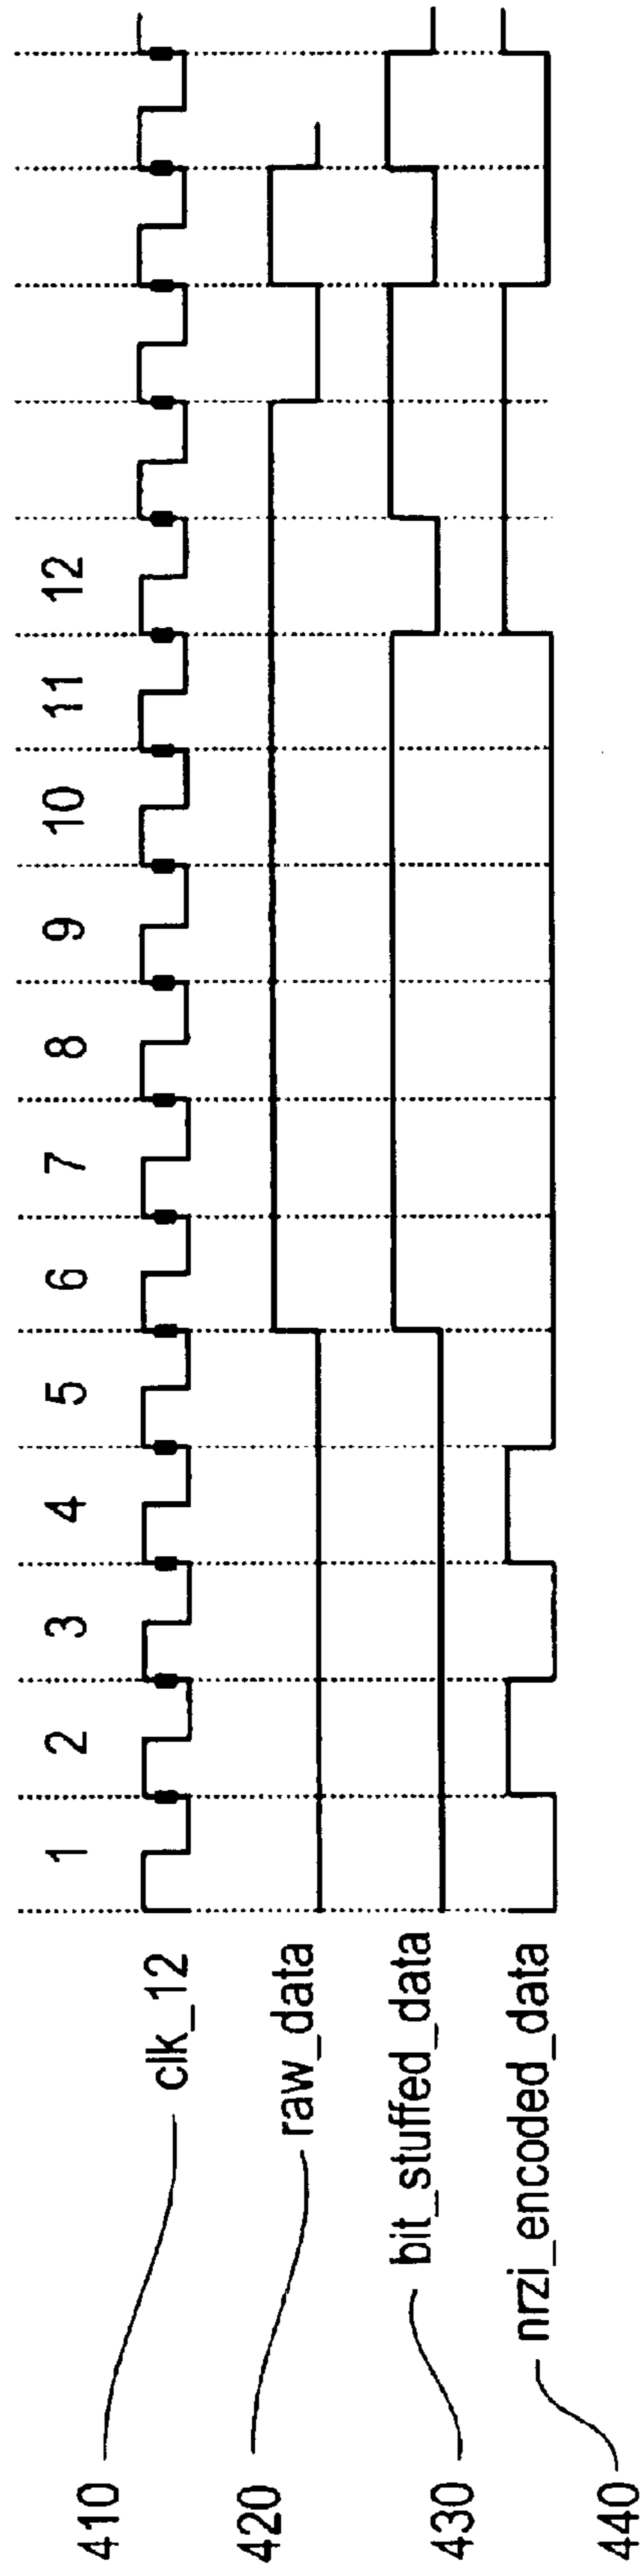 1 2 3 4 5 6 7 8 9 10 11 12
410 clk_12
420 raw_data
430 bit_stuffed_data
440 nrzi_encoded_data